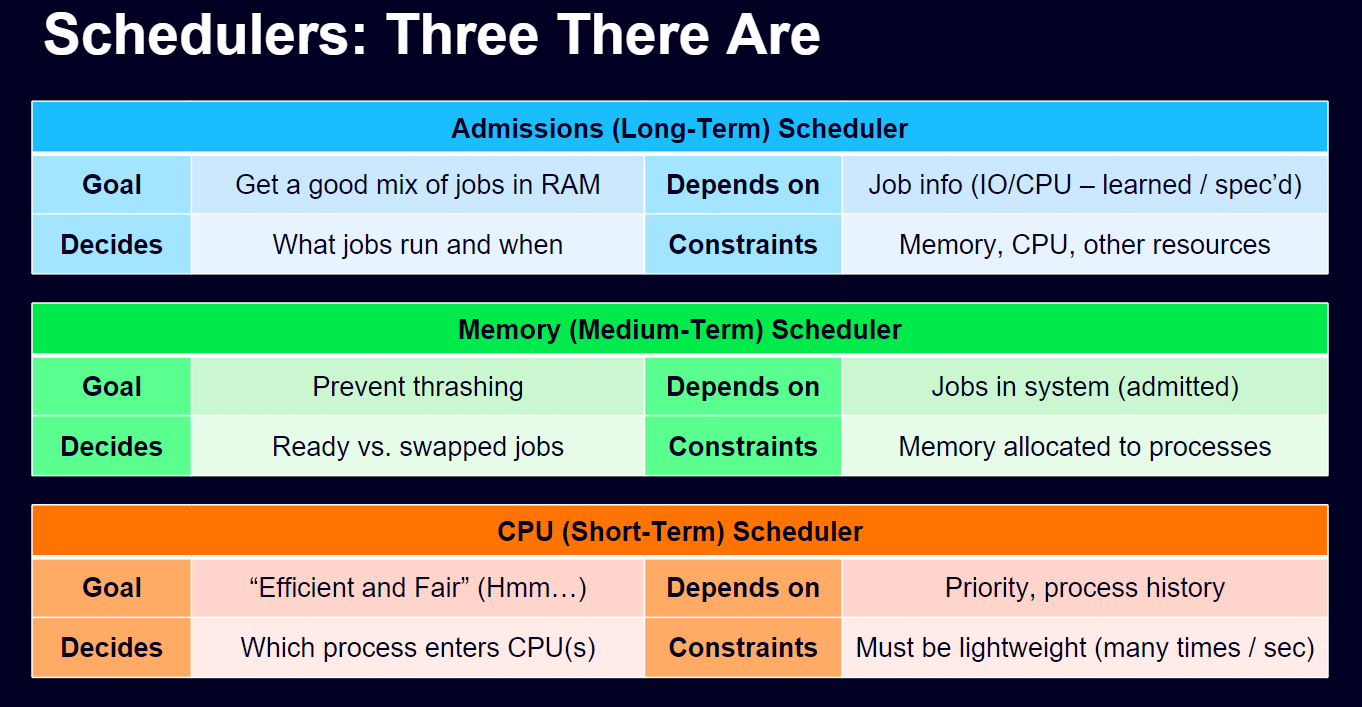 Schedulers: Three There Are
Admissions (Long-Term) Scheduler
Goal Get a good mix of jobs in RAM Depends on Job info (IO/CPU – learned / spec’d)
Decides What jobs run and when Constraints Memory, CPU, other resources
Memory (Medium-Term) Scheduler
Goal Prevent thrashing Depends on Jobs in system (admitted)
Decides Ready vs. swapped jobs Constraints Memory allocated to processes
CPU (Short-Term) Scheduler
Goal “Efficient and Fair” (Hmm…) Depends on Priority, process history
Decides Which process enters CPU(s) Constraints Must be lightweight (many times / sec)